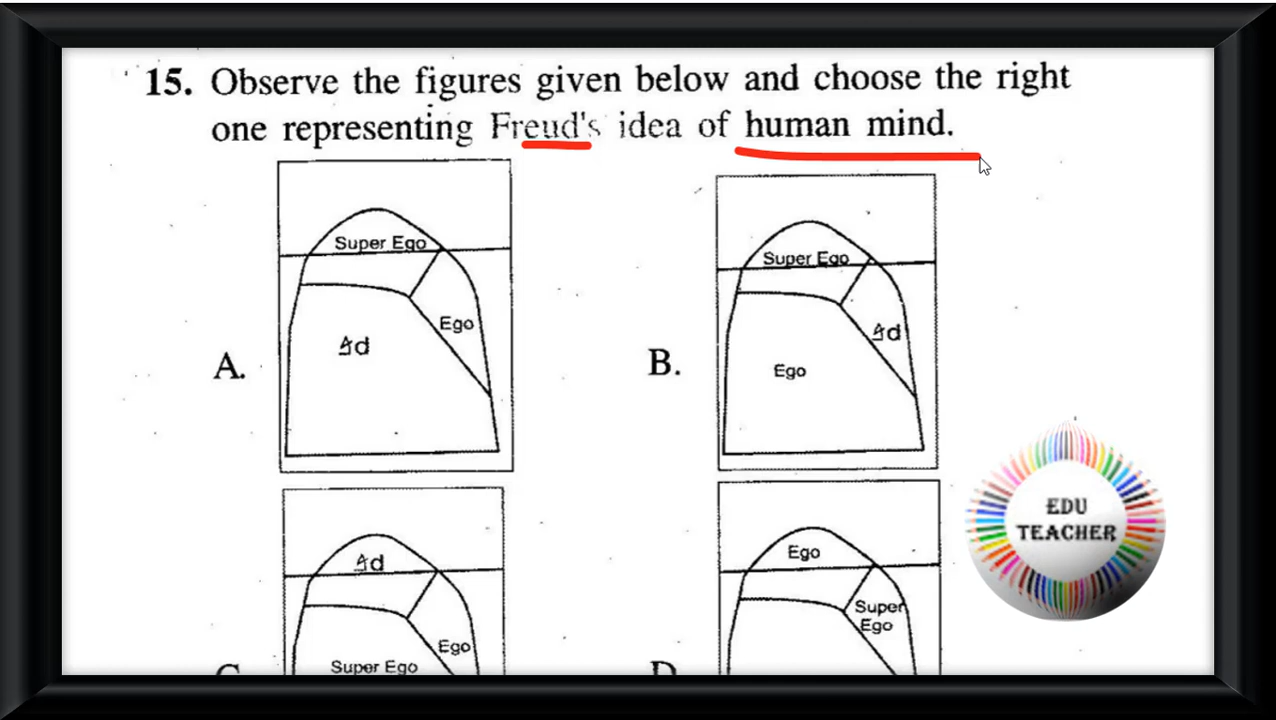 15. Observe the figures given below and choose the right
one representing Freud's idea of human mind.
Super Ego
Ego
Id
A.
Super Ego
Id
Ego
B.
EDU
TEACHER
Id
Ego
Super Ego
Ego
Super
Ego